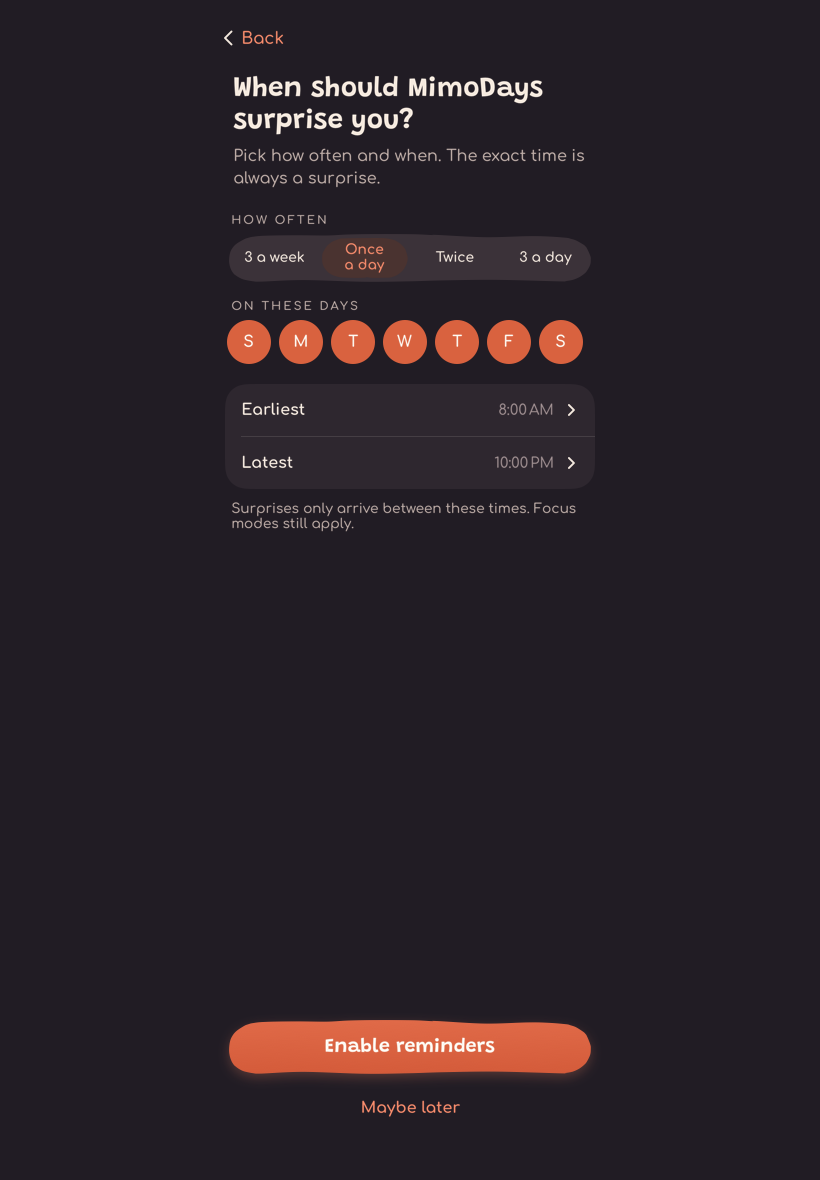 Back
When should MimoDays
surprise you?
Pick how often and when. The exact time is
always a surprise.
HOW OFTEN
3 a week
Once
a day
Twice
3 a day
ON THESE DAYS
S M T W T F S
Earliest 8:00 AM
Latest 10:00 PM
Surprises only arrive between these times. Focus
modes still apply.
Enable reminders
Maybe later